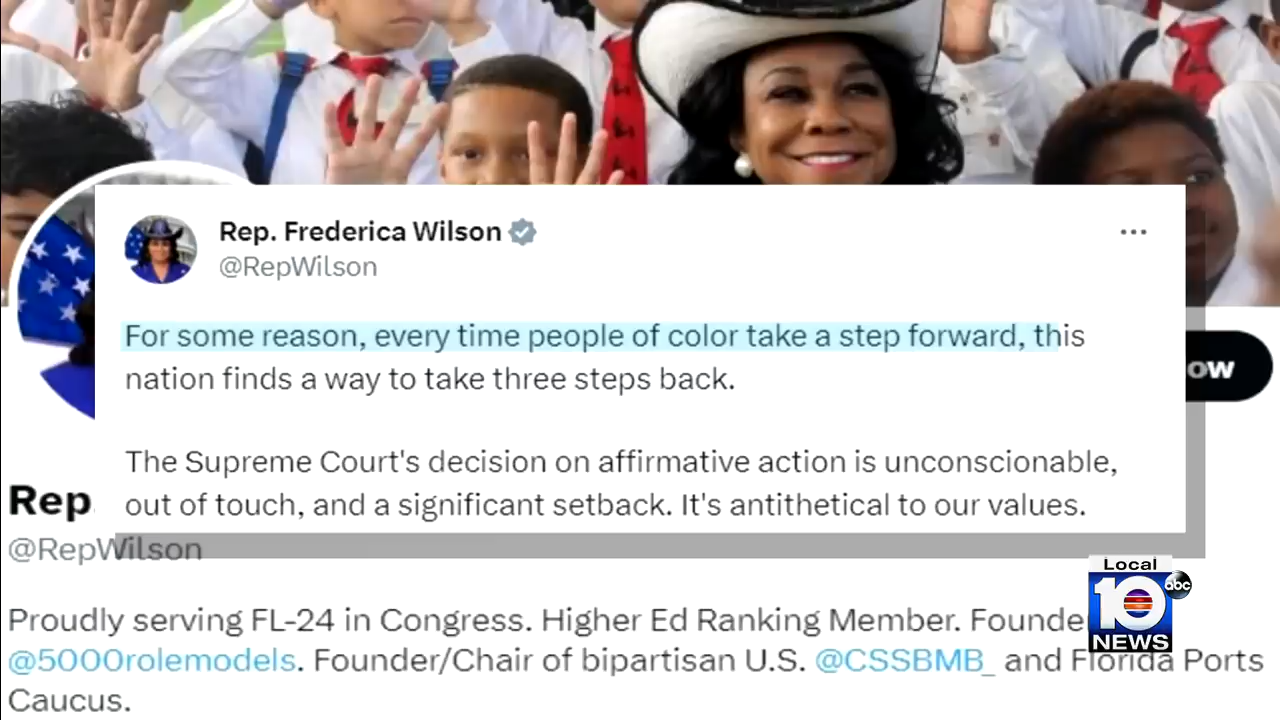 Rep. Frederica Wilson
@RepWilson
For some reason, every time people of color take a step forward, this
nation finds a way to take three steps back.
The Supreme Court's decision on affirmative action is unconscionable,
out of touch, and a significant setback. It's antithetical to our values.
ow
Rep
@RepWilson
Proudly serving FL-24 in Congress. Higher Ed Ranking Member. Founde
@5000rolemodels. Founder/Chair of bipartisan U.S. @CSSBMB_ and Florida Ports
Caucus.
Local
10 abc
NEWS